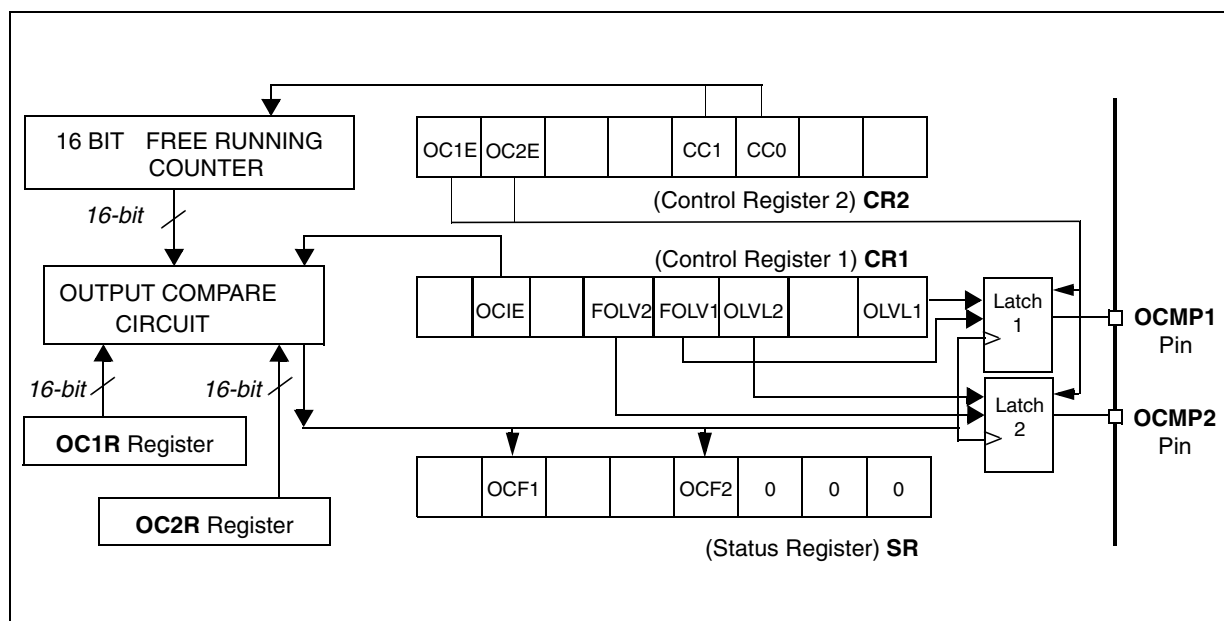 16 BIT FREE RUNNING
COUNTER
OC1E OC2E CC1 CC0
(Control Register 2) CR2
16-bit
(Control Register 1) CR1
OUTPUT COMPARE
CIRCUIT
OCIE FOLV2 FOLV1 OLVL2 OLVL1
Latch
1
OCMP1
Pin
16-bit 16-bit
Latch
2
OCMP2
Pin
OC1R Register
OCF1 OCF2 0 0 0
OC2R Register
(Status Register) SR